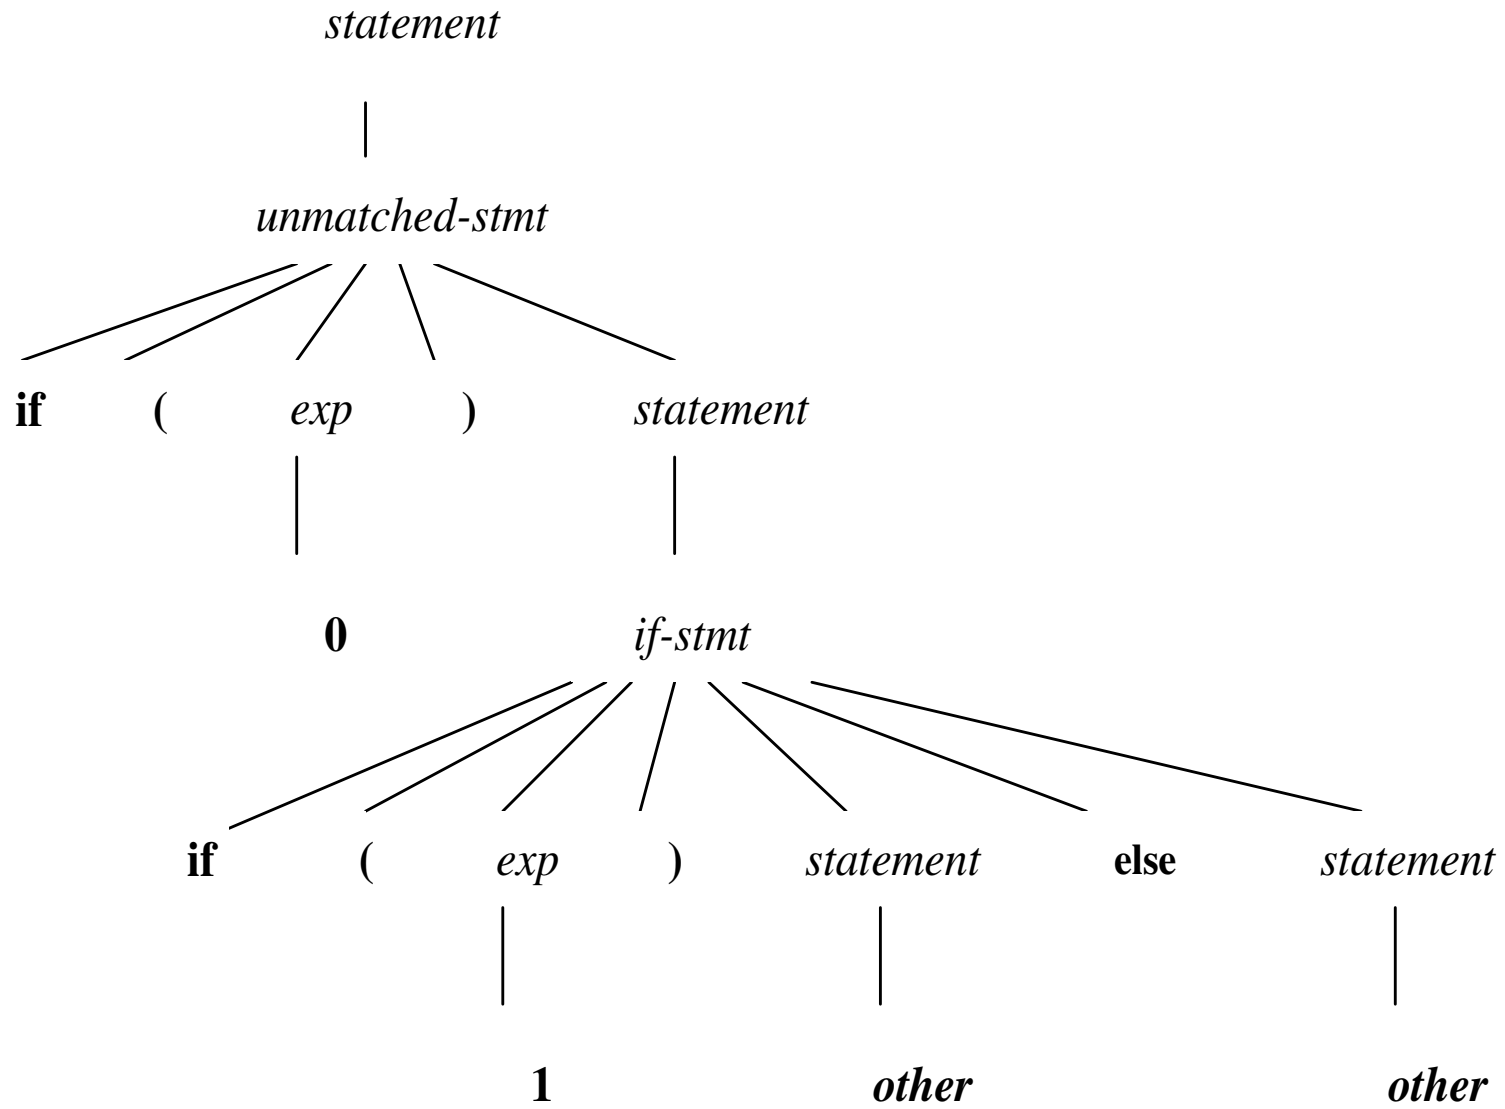 statement
unmatched-stmt
if ( exp ) statement
0 if-stmt
if ( exp ) statement else statement
1 other other